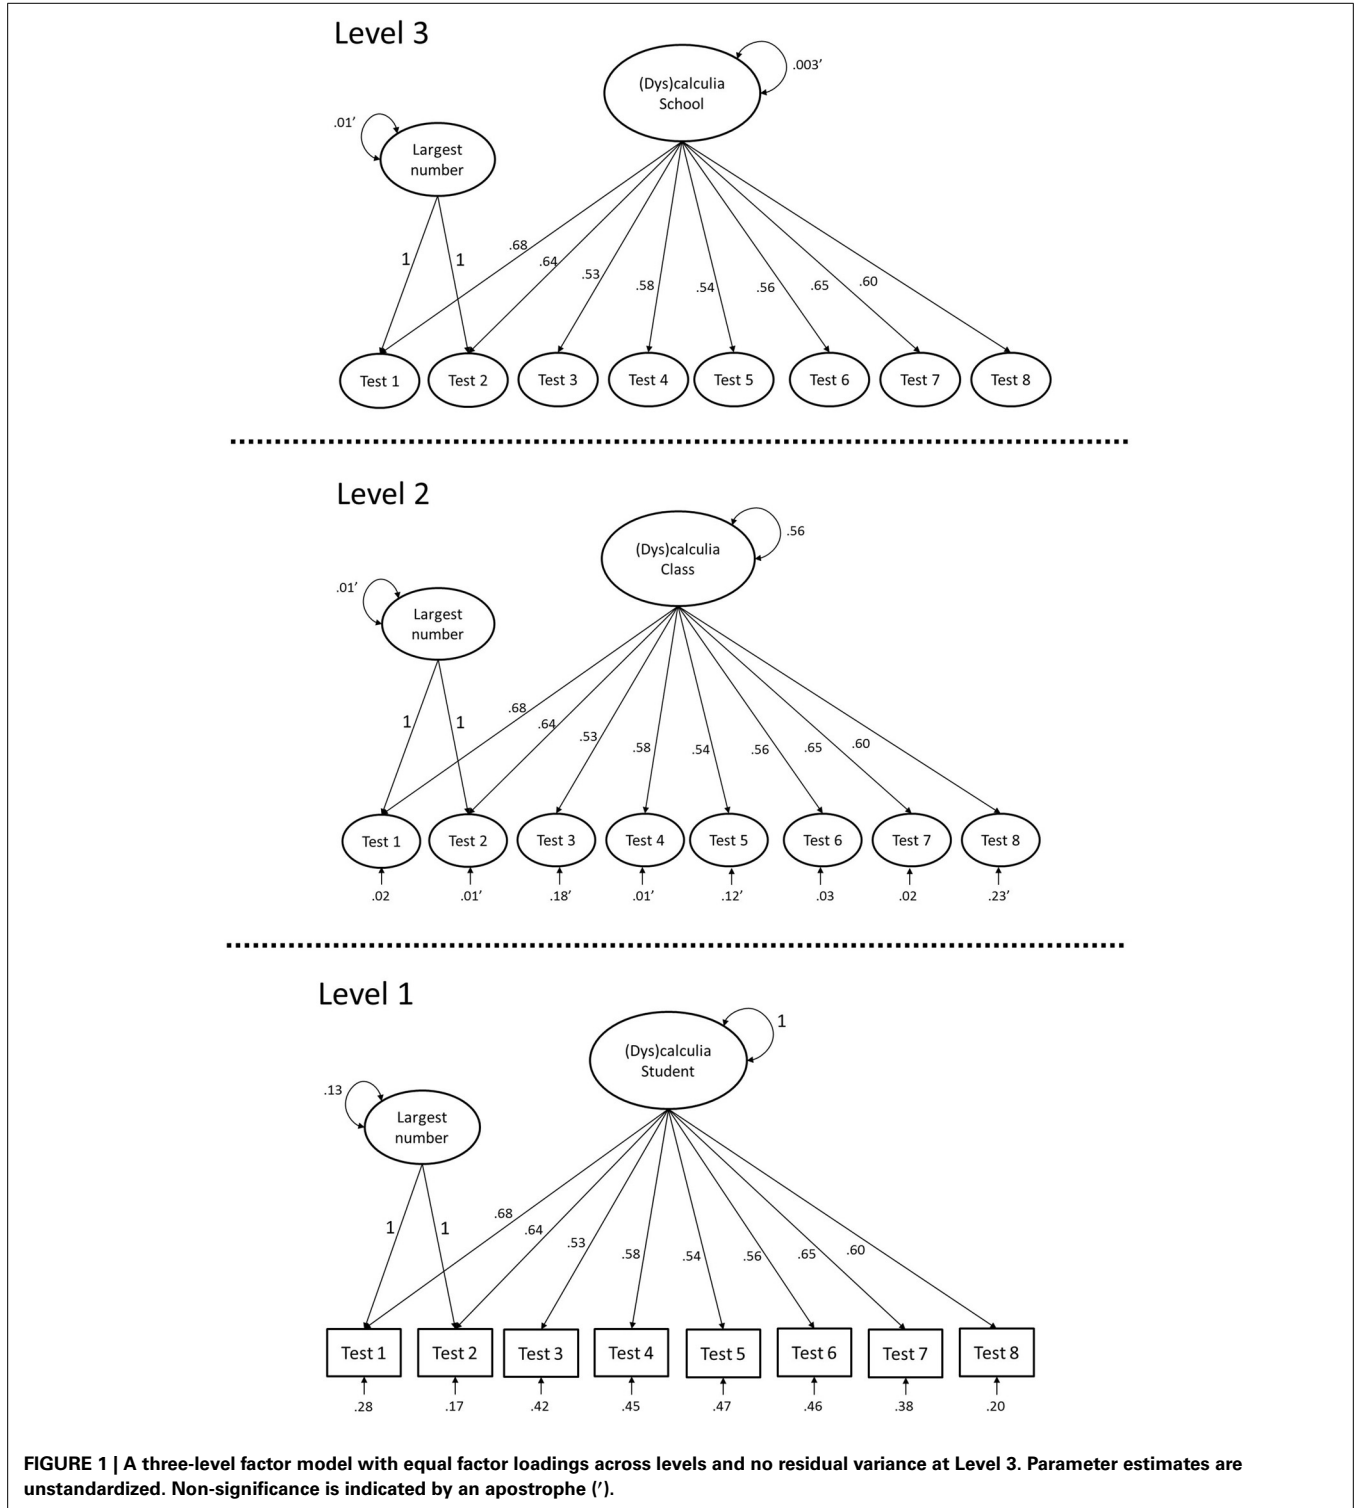 Level 3
(Dys)calculia
School
.003’
.01’
Largest
number
1
1
.68
.64
.53
.58
.54
.56
.65
.60
Test 1
Test 2
Test 3
Test 4
Test 5
Test 6
Test 7
Test 8
Level 2
(Dys)calculia
Class
.56
.01’
Largest
number
1
1
.68
.64
.53
.58
.54
.56
.65
.60
Test 1
Test 2
Test 3
Test 4
Test 5
Test 6
Test 7
Test 8
.02
.01’
.18’
.01’
.12’
.03
.02
.23’
Level 1
(Dys)calculia
Student
1
.13
Largest
number
1
1
.68
.64
.53
.58
.54
.56
.65
.60
Test 1
Test 2
Test 3
Test 4
Test 5
Test 6
Test 7
Test 8
.28
.17
.42
.45
.47
.46
.38
.20
FIGURE 1 | A three-level factor model with equal factor loadings across levels and no residual variance at Level 3. Parameter estimates are
unstandardized. Non-significance is indicated by an apostrophe (′).